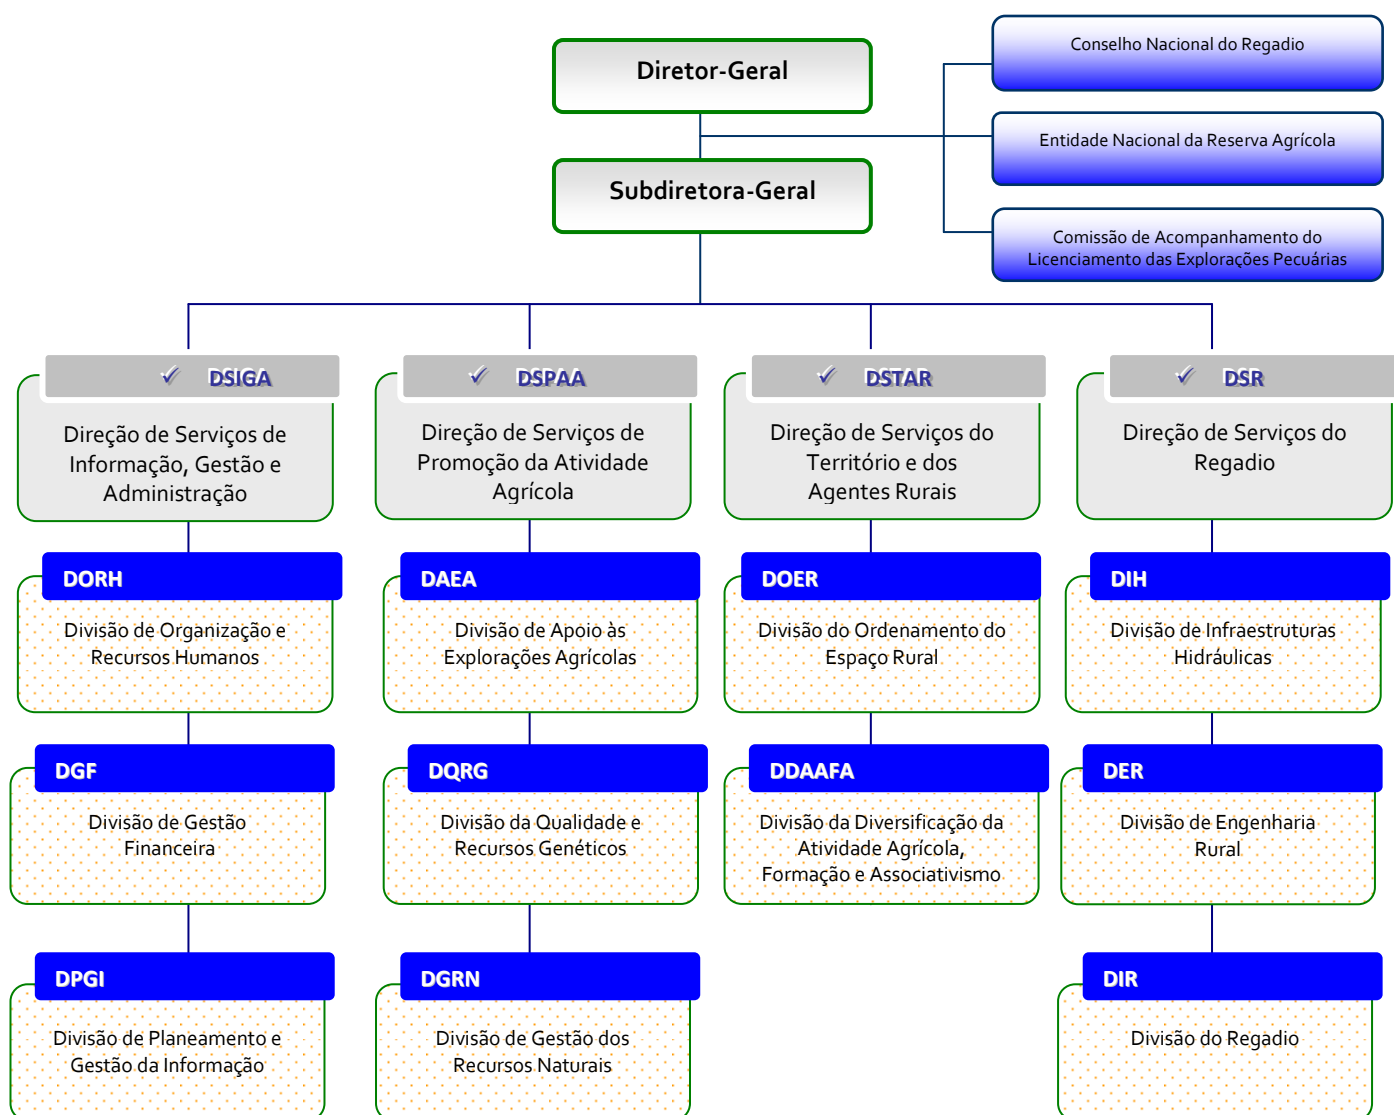 Diretor-Geral
Conselho Nacional do Regadio
Entidade Nacional da Reserva Agrícola
Subdiretora-Geral
Comissão de Acompanhamento do
Licenciamento das Explorações Pecuárias
✓ DSIGA
Direção de Serviços de
Informação, Gestão e
Administração
✓ DSPAA
Direção de Serviços de
Promoção da Atividade
Agrícola
✓ DSTAR
Direção de Serviços do
Território e dos
Agentes Rurais
✓ DSR
Direção de Serviços do
Regadio
DORH
Divisão de Organização e
Recursos Humanos
DAEA
Divisão de Apoio às
Explorações Agrícolas
DOER
Divisão do Ordenamento do
Espaço Rural
DIH
Divisão de Infraestruturas
Hidráulicas
DGF
Divisão de Gestão
Financeira
DQRG
Divisão da Qualidade e
Recursos Genéticos
DDAAFA
Divisão da Diversificação da
Atividade Agrícola,
Formação e Associativismo
DER
Divisão de Engenharia
Rural
DPGI
Divisão de Planeamento e
Gestão da Informação
DGRN
Divisão de Gestão dos
Recursos Naturais
DIR
Divisão do Regadio